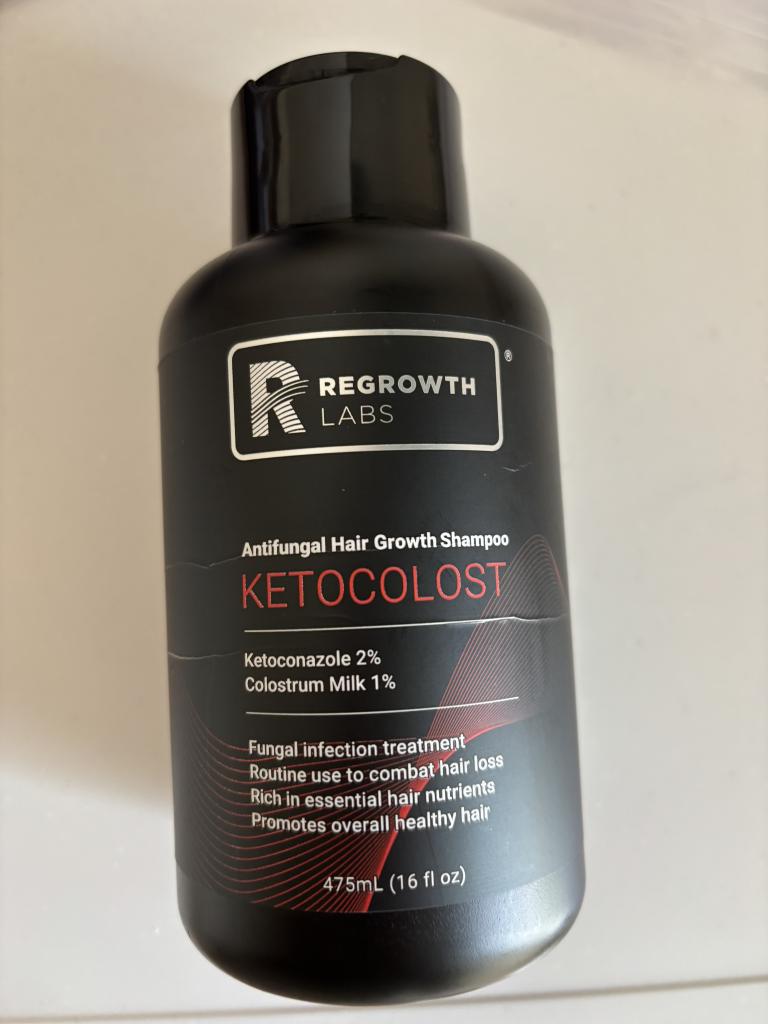 R REGROWTH
LABS
®
Antifungal Hair Growth Shampoo
KETOCOLOST
Ketoconazole 2%
Colostrum Milk 1%
Fungal infection treatment
Routine use to combat hair loss
Rich in essential hair nutrients
Promotes overall healthy hair
475mL (16 fl oz)